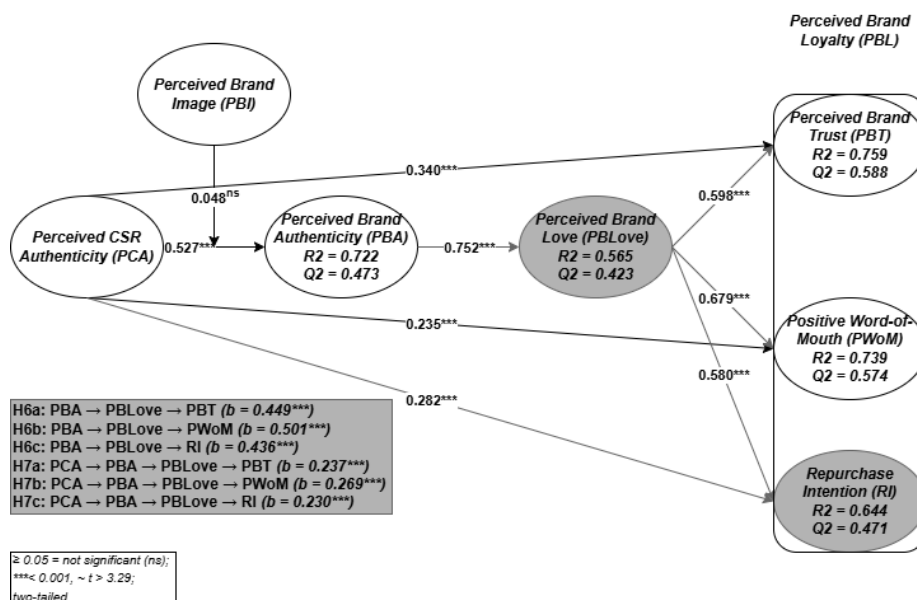 Perceived Brand
Loyalty (PBL)
Perceived Brand
Image (PBI)
Perceived Brand
Trust (PBT)
R2 = 0.759
Q2 = 0.588
0.340***
0.048ns
0.598***
Perceived CSR
Authenticity (PCA)
0.527***
Perceived Brand
Authenticity (PBA)
R2 = 0.722
Q2 = 0.473
0.752***
Perceived Brand
Love (PBLove)
R2 = 0.565
Q2 = 0.423
0.679***
0.235***
Positive Word-of-
Mouth (PWoM)
R2 = 0.739
Q2 = 0.574
0.580***
0.282***
H6a: PBA → PBLove → PBT (b = 0.449***)
H6b: PBA → PBLove → PWoM (b = 0.501***)
H6c: PBA → PBLove → RI (b = 0.436***)
H7a: PCA → PBA → PBLove → PBT (b = 0.237***)
H7b: PCA → PBA → PBLove → PWoM (b = 0.269***)
H7c: PCA → PBA → PBLove → RI (b = 0.230***)
Repurchase
Intention (RI)
R2 = 0.644
Q2 = 0.471
≥ 0.05 = not significant (ns);
***< 0.001, ~ t > 3.29;
two-tailed